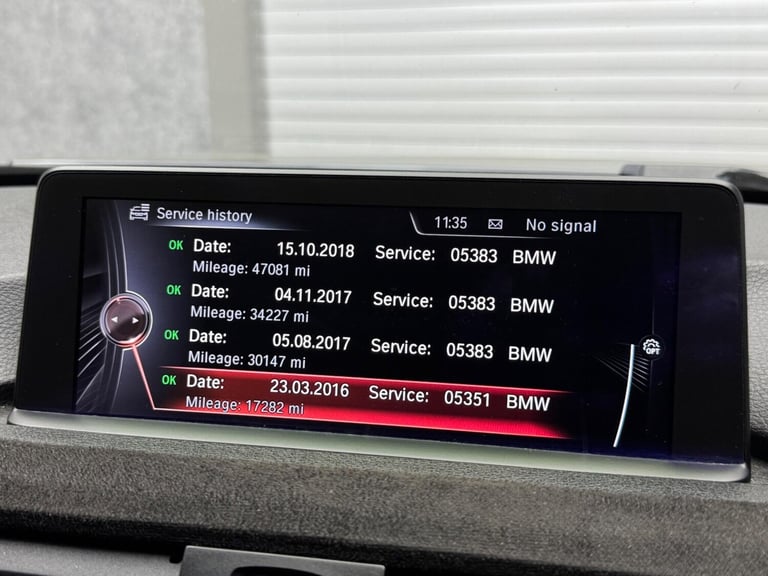 Service history 11:35 No signal
OK Date: 15.10.2018 Service: 05383 BMW
Mileage: 47081 mi
OK Date: 04.11.2017 Service: 05383 BMW
Mileage: 34227 mi
OK Date: 05.08.2017 Service: 05383 BMW
Mileage: 30147 mi
OPT
OK Date: 23.03.2016 Service: 05351 BMW
Mileage: 17282 mi